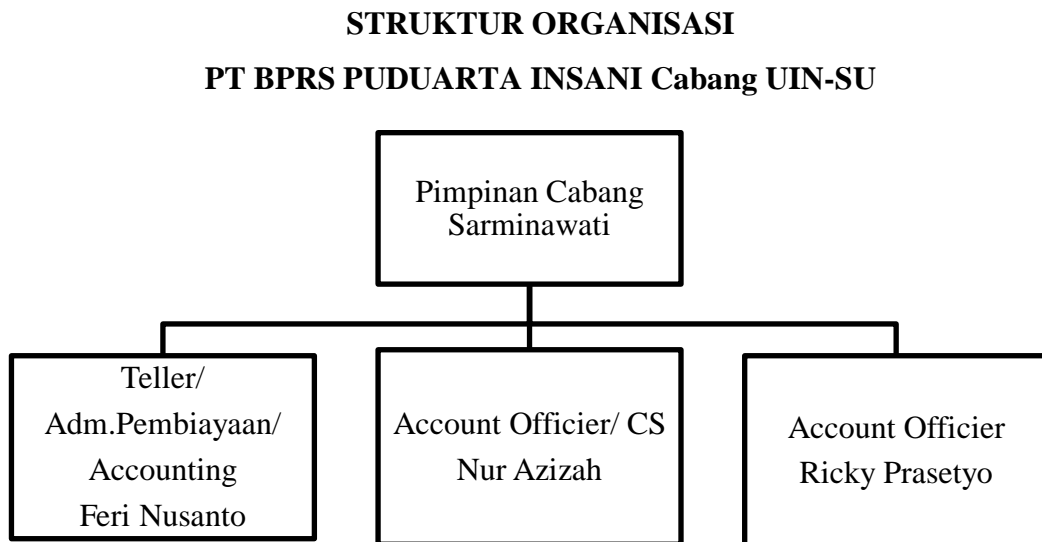 STRUKTUR ORGANISASI
PT BPRS PUDUARTA INSANI Cabang UIN-SU
Pimpinan Cabang
Sarminawati
Teller/
Adm.Pembiayaan/
Accounting
Feri Nusanto
Account Officier/ CS
Nur Azizah
Account Officier
Ricky Prasetyo